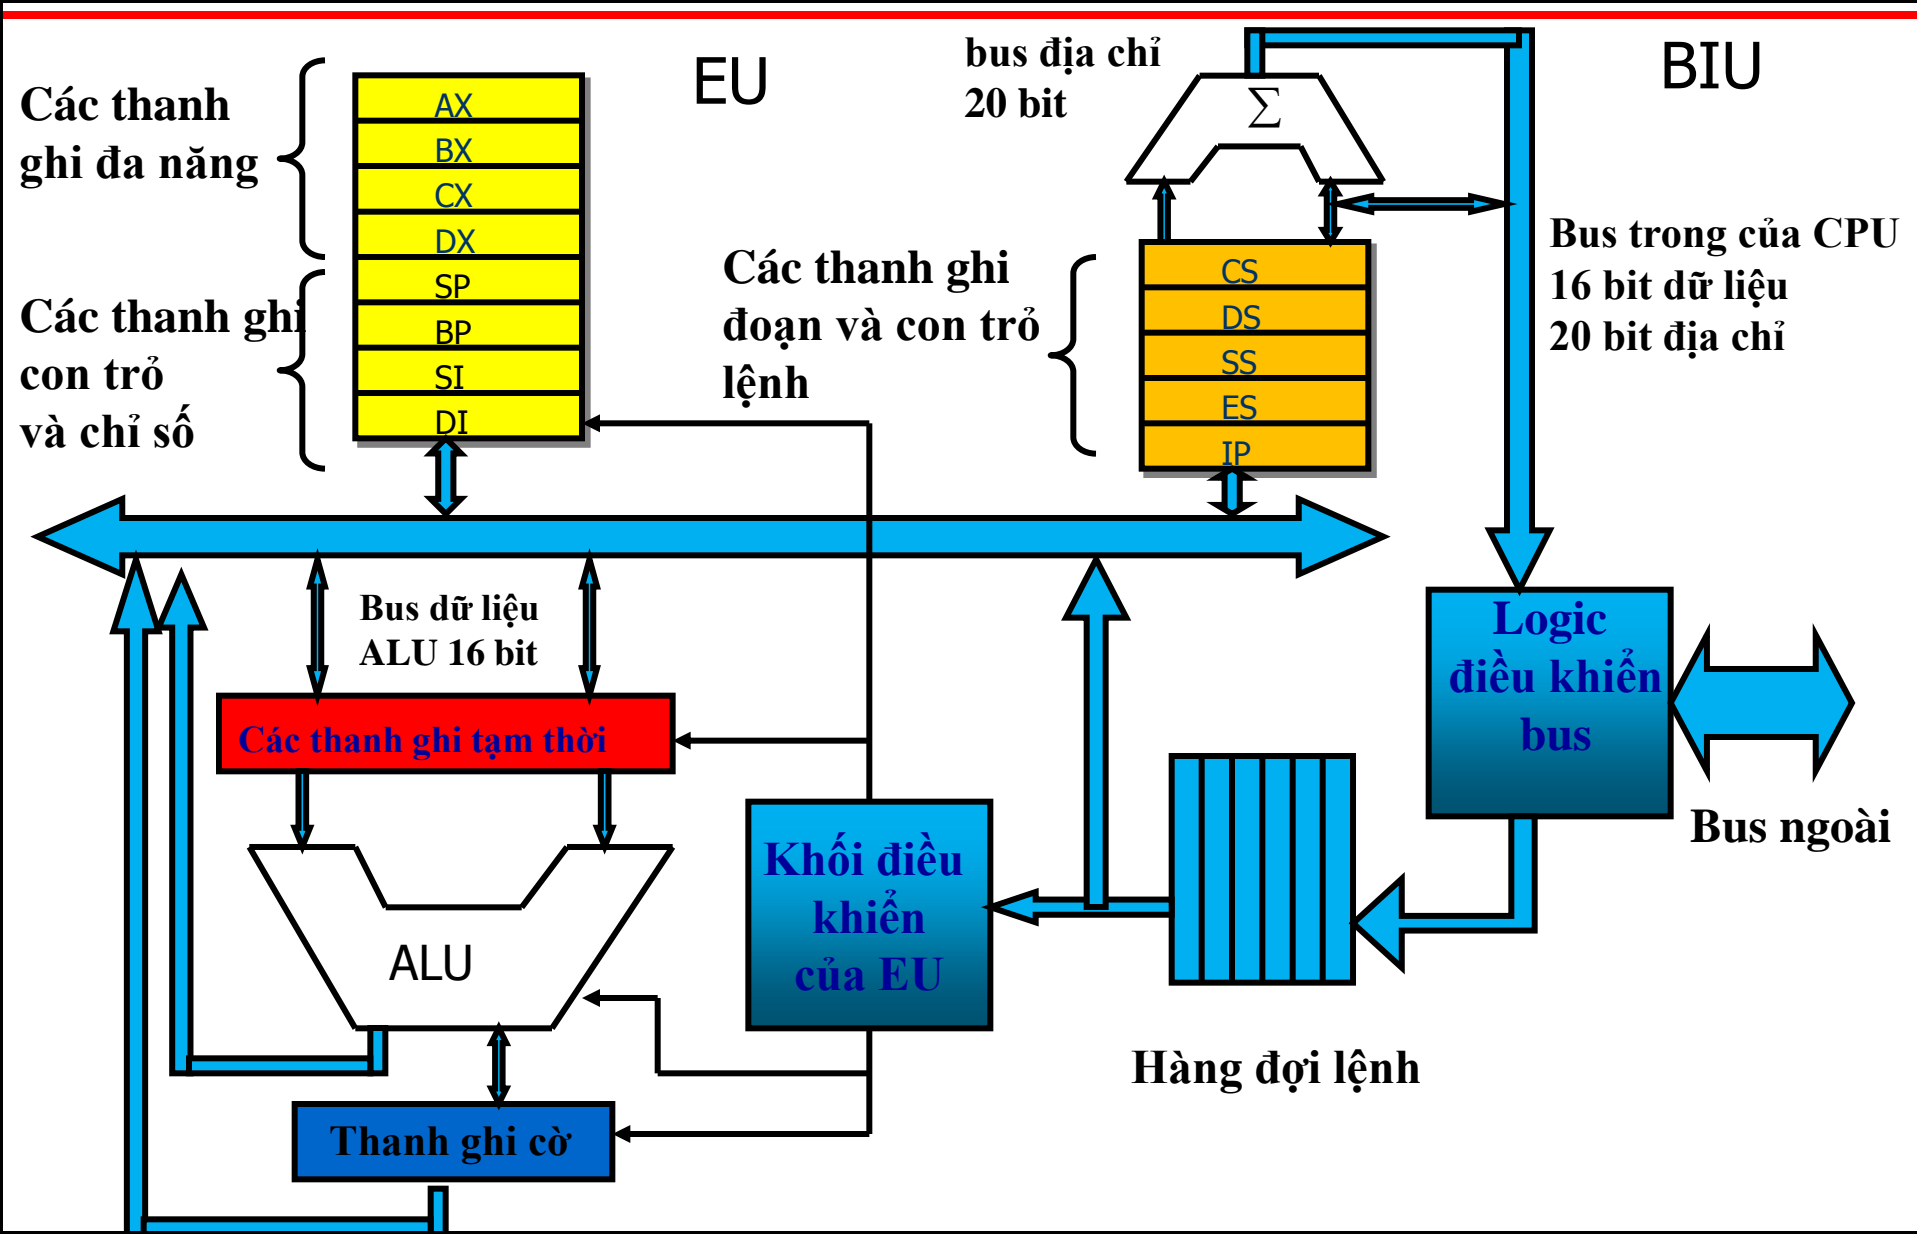 EU
BIU
Các thanh
ghi đa năng
AX
BX
CX
DX
SP
BP
SI
DI
Các thanh ghi
con trỏ
và chỉ số
bus địa chỉ
20 bit
∑
Các thanh ghi
đoạn và con trỏ
lệnh
CS
DS
SS
ES
IP
Bus trong của CPU
16 bit dữ liệu
20 bit địa chỉ
Bus dữ liệu
ALU 16 bit
Các thanh ghi tạm thời
ALU
Thanh ghi cờ
Khối điều
khiển
của EU
Hàng đợi lệnh
Logic
điều khiển
bus
Bus ngoài